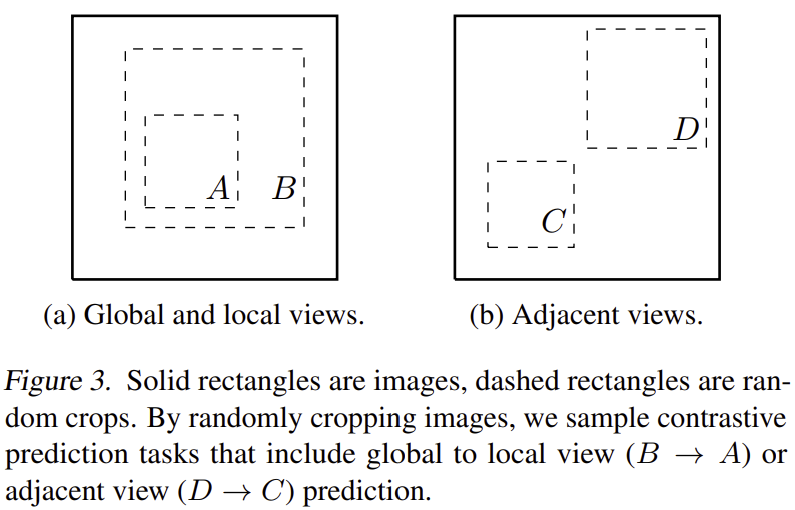 A B
D
C
(a) Global and local views.
(b) Adjacent views.
Figure 3. Solid rectangles are images, dashed rectangles are ran-
dom crops. By randomly cropping images, we sample contrastive
prediction tasks that include global to local view (B → A) or
adjacent view (D → C) prediction.